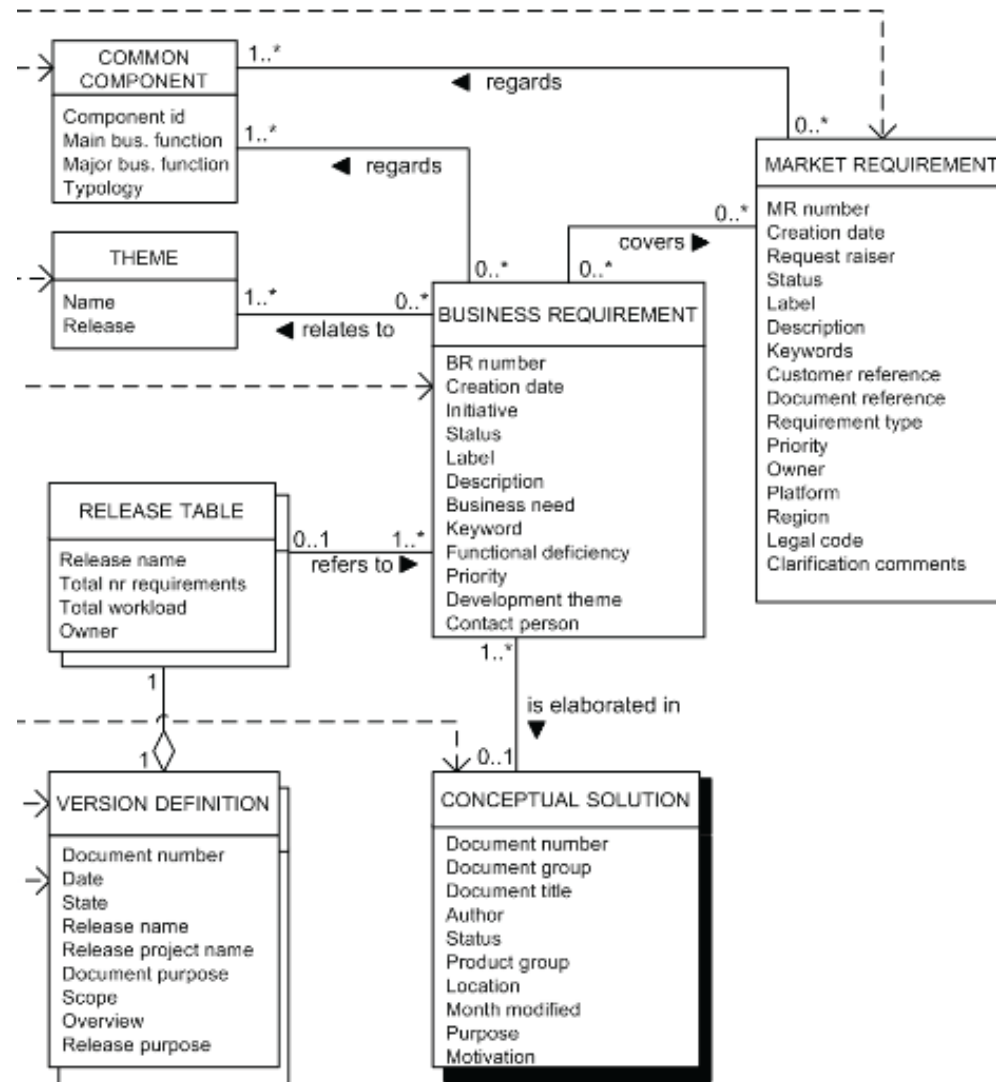 COMMON
COMPONENT
Component id
Main bus. function
Major bus. function
Typology
1..*
regards
0..*
1..*
regards
0..*
MARKET REQUIREMENT
MR number
Creation date
Request raiser
Status
Label
Description
Keywords
Customer reference
Document reference
Requirement type
Priority
Owner
Platform
Region
Legal code
Clarification comments
0..*
covers
0..*
THEME
Name
Release
1..*
0..*
relates to
BUSINESS REQUIREMENT
BR number
Creation date
Initiative
Status
Label
Description
Business need
Keyword
Functional deficiency
Priority
Development theme
Contact person
RELEASE TABLE
Release name
Total nr requirements
Total workload
Owner
0..1
1..*
refers to
1
1
1..*
is elaborated in
0..1
VERSION DEFINITION
Document number
Date
State
Release name
Release project name
Document purpose
Scope
Overview
Release purpose
CONCEPTUAL SOLUTION
Document number
Document group
Document title
Author
Status
Product group
Location
Month modified
Purpose
Motivation